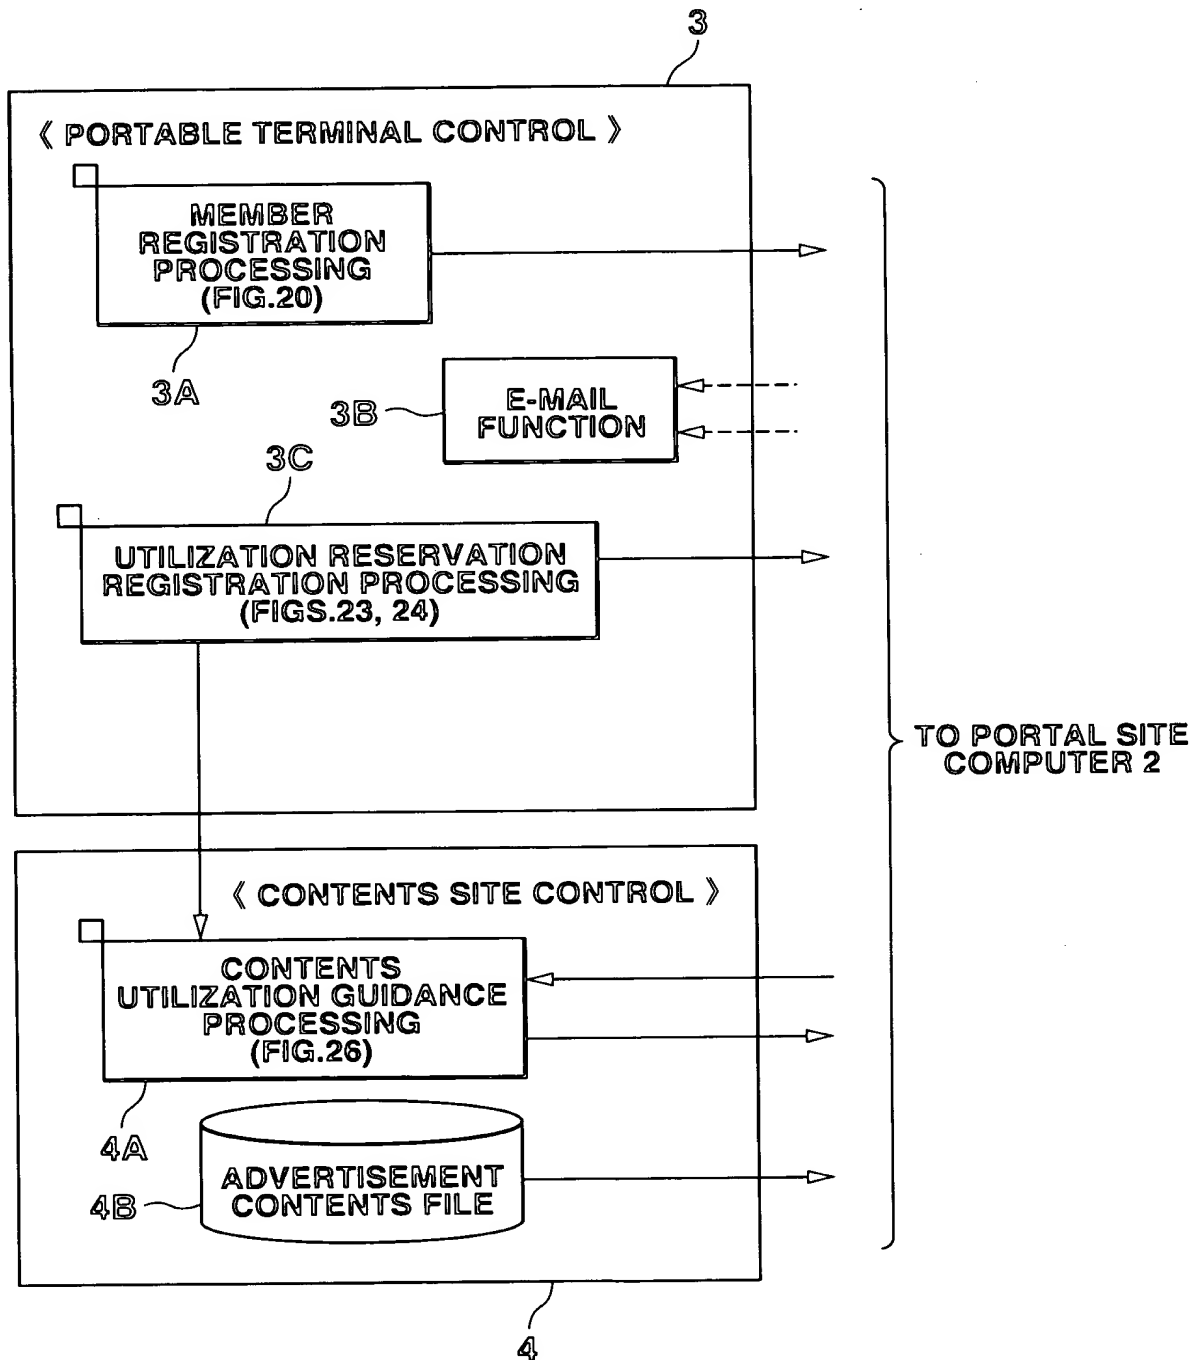 3
《 PORTABLE TERMINAL CONTROL 》
MEMBER
REGISTRATION
PROCESSING
(FIG.20)
3A
3B
E-MAIL
FUNCTION
3C
UTILIZATION RESERVATION
REGISTRATION PROCESSING
(FIGS.23, 24)
TO PORTAL SITE
COMPUTER 2
《 CONTENTS SITE CONTROL 》
CONTENTS
UTILIZATION GUIDANCE
PROCESSING
(FIG.26)
4A
4B
ADVERTISEMENT
CONTENTS FILE
4